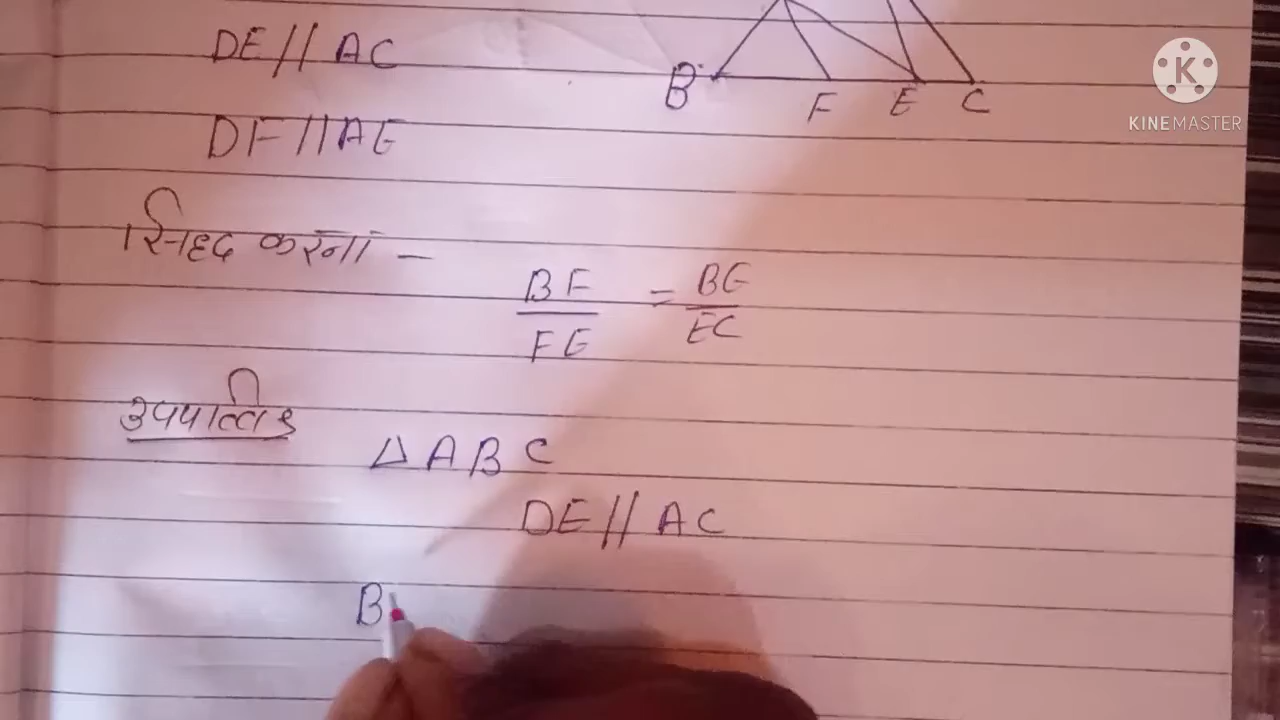 DE // AC
B F E C
K
KINEMASTER
DF // AE
सिद्ध करना —
BF/FE = BE/EC
उपपत्ति
△ABC
DE // AC
B